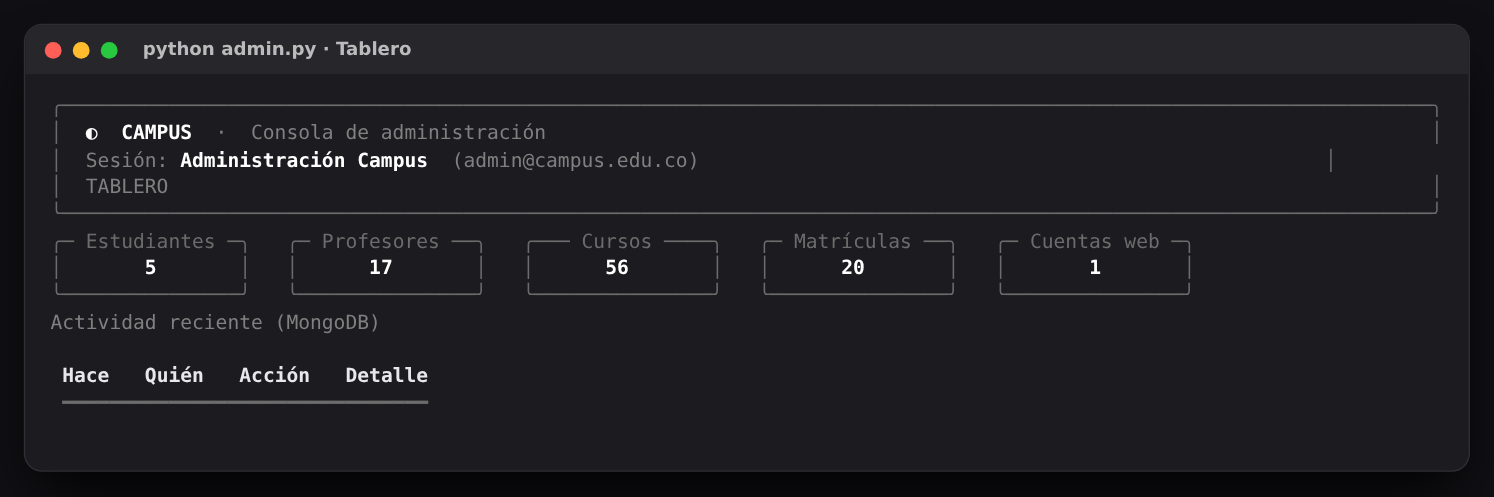 python admin.py · Tablero
◐ CAMPUS · Consola de administración
Sesión: Administración Campus (admin@campus.edu.co)
TABLERO
Estudiantes Profesores Cursos Matrículas Cuentas web
5 17 56 20 1
Actividad reciente (MongoDB)
Hace Quién Acción Detalle